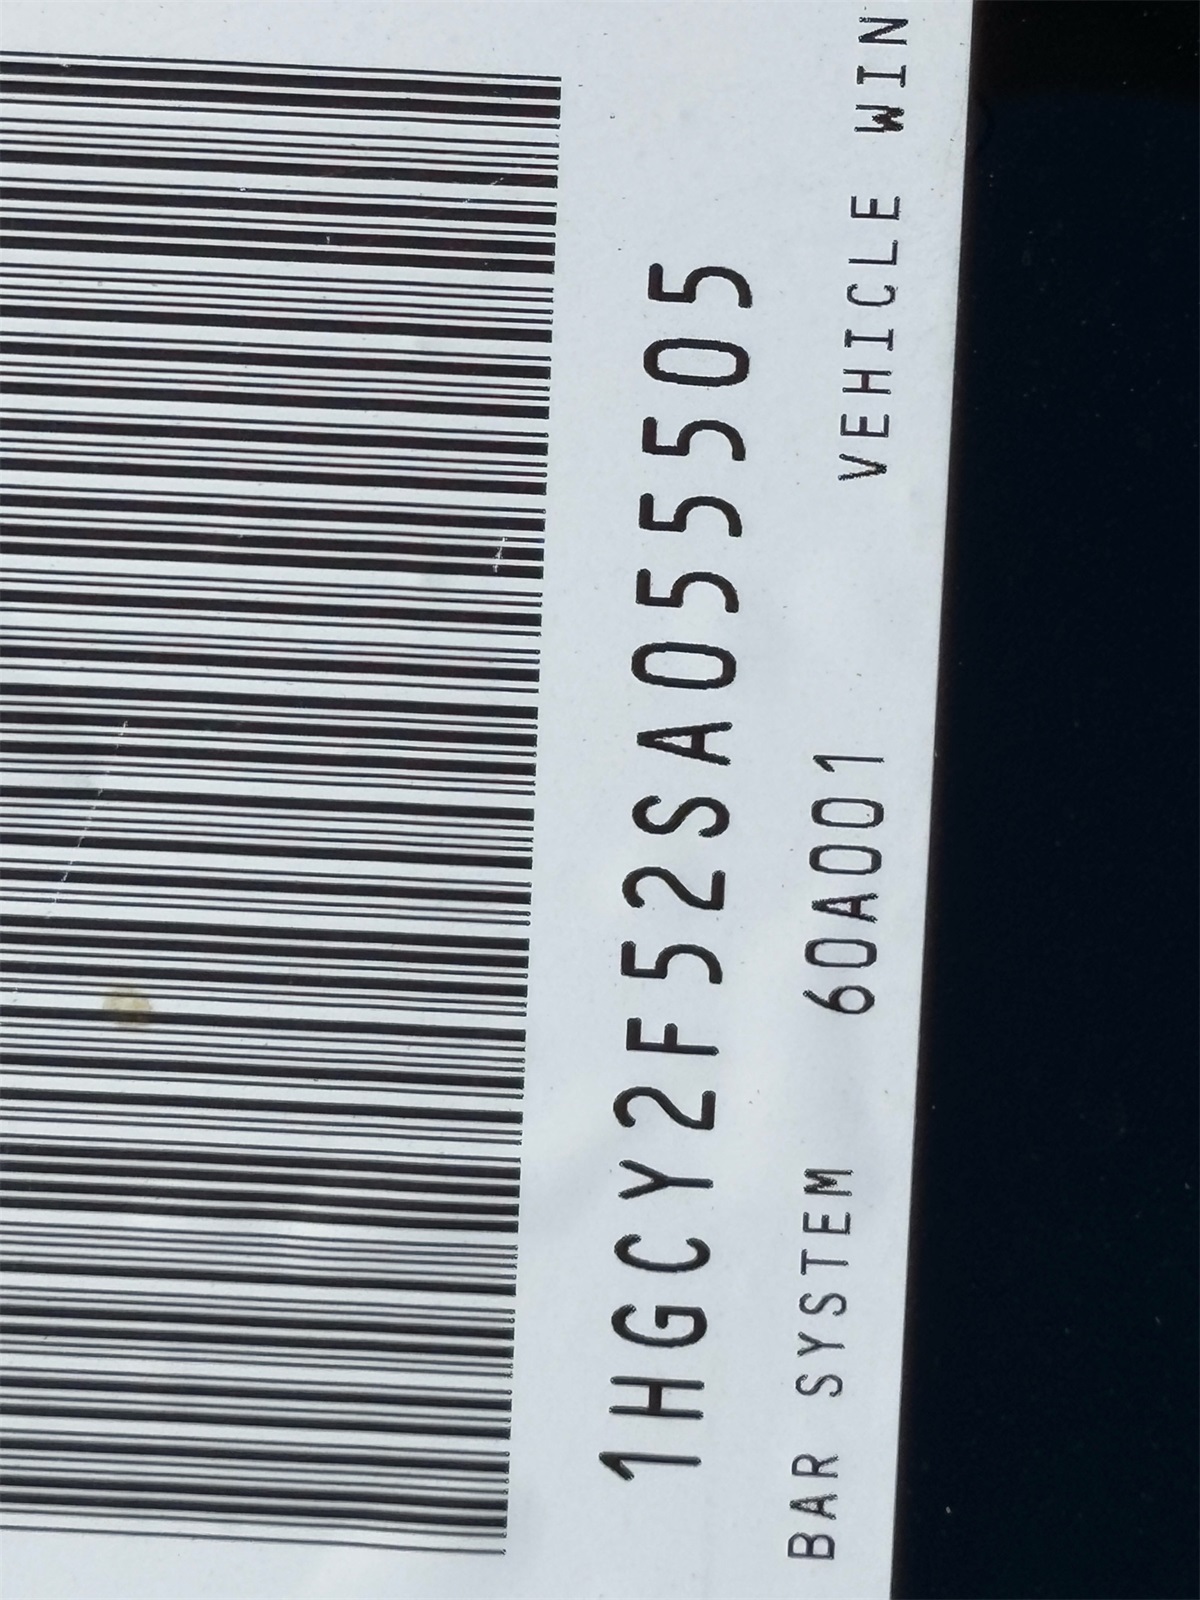 1HGCY2F52SA055505
BAR SYSTEM 60A001 VEHICLE WIN